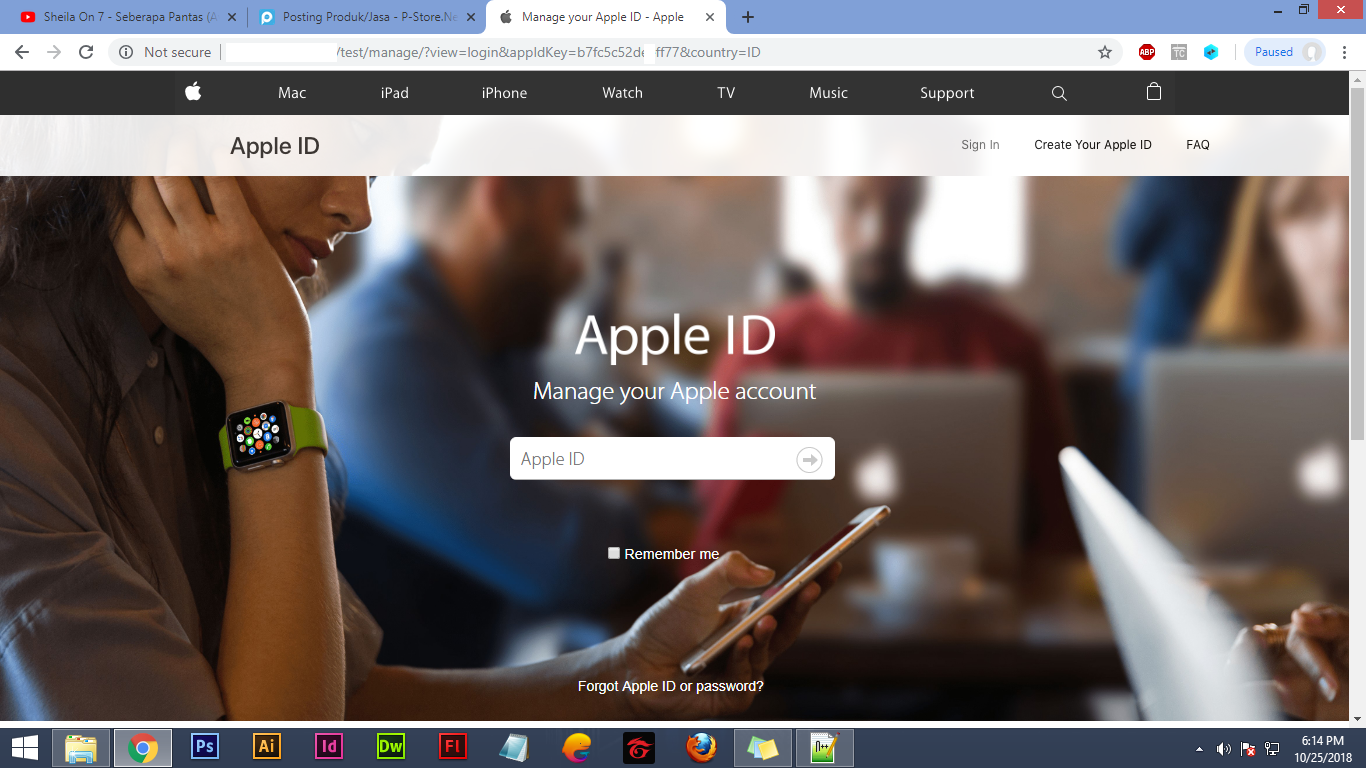 Sheila On 7 - Seberapa Pantas (A
Posting Produk/Jasa - P-Store.Ne
Manage your Apple ID - Apple
Not secure
/test/manage/?view=login&appIdKey=b7fc5c52de ff77&country=ID
ABP
TC
Paused
Mac iPad iPhone Watch TV Music Support
Apple ID
Sign In Create Your Apple ID FAQ
Apple ID
Manage your Apple account
Apple ID
Remember me
Forgot Apple ID or password?
Ps Ai Id Dw Fl
6:14 PM
10/25/2018